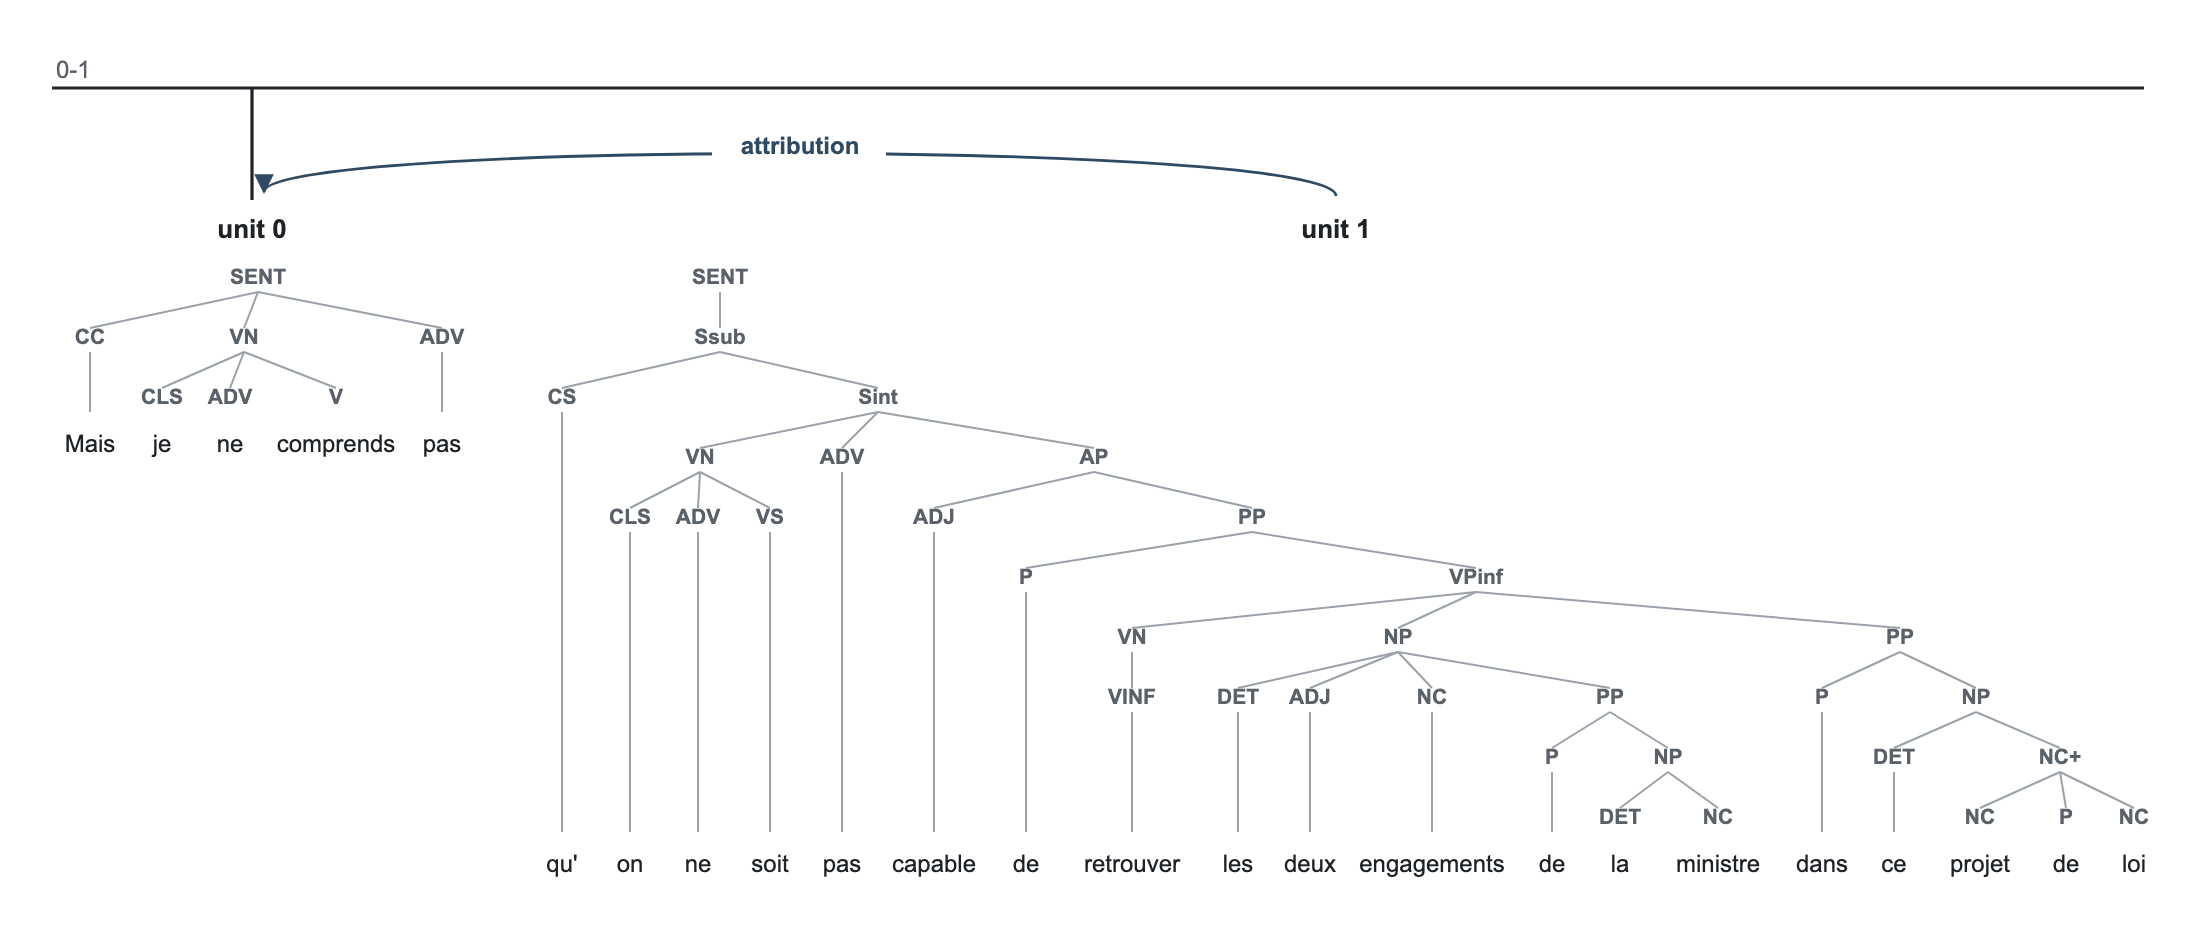 0-1
attribution
unit 0 unit 1
SENT SENT
CC VN ADV Ssub
CLS ADV V CS Sint
Mais je ne comprends pas VN ADV AP
CLS ADV VS ADJ PP
P VPinf
VN NP PP
VINF DET ADJ NC PP P NP
P NP DET NC+
DET NC NC P NC
qu' on ne soit pas capable de retrouver les deux engagements de la ministre dans ce projet de loi